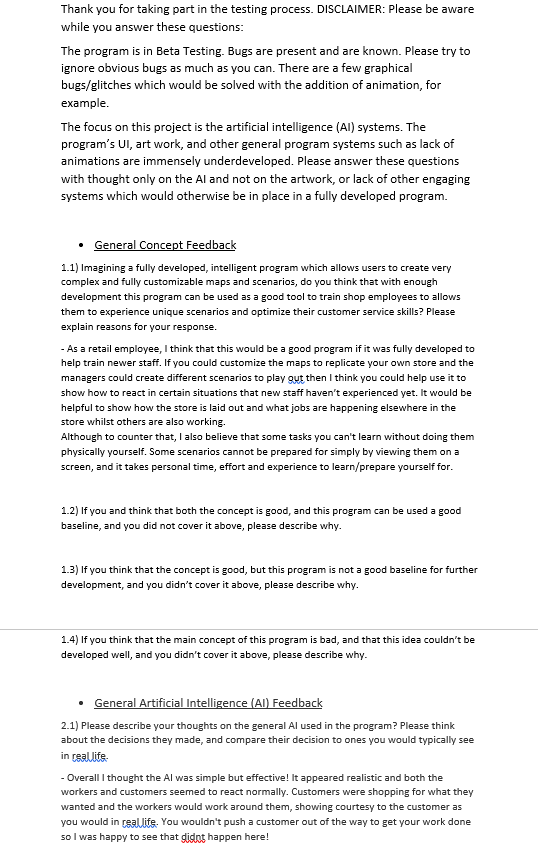 Thank you for taking part in the testing process. DISCLAIMER: Please be aware
while you answer these questions:
The program is in Beta Testing. Bugs are present and are known. Please try to
ignore obvious bugs as much as you can. There are a few graphical
bugs/glitches which would be solved with the addition of animation, for
example.
The focus on this project is the artificial intelligence (AI) systems. The
program's UI, art work, and other general program systems such as lack of
animations are immensely underdeveloped. Please answer these questions
with thought only on the AI and not on the artwork, or lack of other engaging
systems which would otherwise be in place in a fully developed program.
• General Concept Feedback
1.1) Imagining a fully developed, intelligent program which allows users to create very
complex and fully customizable maps and scenarios, do you think that with enough
development this program can be used as a good tool to train shop employees to allows
them to experience unique scenarios and optimize their customer service skills? Please
explain reasons for your response.
- As a retail employee, I think that this would be a good program if it was fully developed to
help train newer staff. If you could customize the maps to replicate your own store and the
managers could create different scenarios to play out then I think you could help use it to
show how to react in certain situations that new staff haven't experienced yet. It would be
helpful to show how the store is laid out and what jobs are happening elsewhere in the
store whilst others are also working.
Although to counter that, I also believe that some tasks you can't learn without doing them
physically yourself. Some scenarios cannot be prepared for simply by viewing them on a
screen, and it takes personal time, effort and experience to learn/prepare yourself for.
1.2) If you and think that both the concept is good, and this program can be used a good
baseline, and you did not cover it above, please describe why.
1.3) If you think that the concept is good, but this program is not a good baseline for further
development, and you didn't cover it above, please describe why.
1.4) If you think that the main concept of this program is bad, and that this idea couldn't be
developed well, and you didn't cover it above, please describe why.
• General Artificial Intelligence (AI) Feedback
2.1) Please describe your thoughts on the general AI used in the program? Please think
about the decisions they made, and compare their decision to ones you would typically see
in real life.
- Overall I thought the AI was simple but effective! It appeared realistic and both the
workers and customers seemed to react normally. Customers were shopping for what they
wanted and the workers would work around them, showing courtesy to the customer as
you would in real life. You wouldn't push a customer out of the way to get your work done
so I was happy to see that didnt happen here!